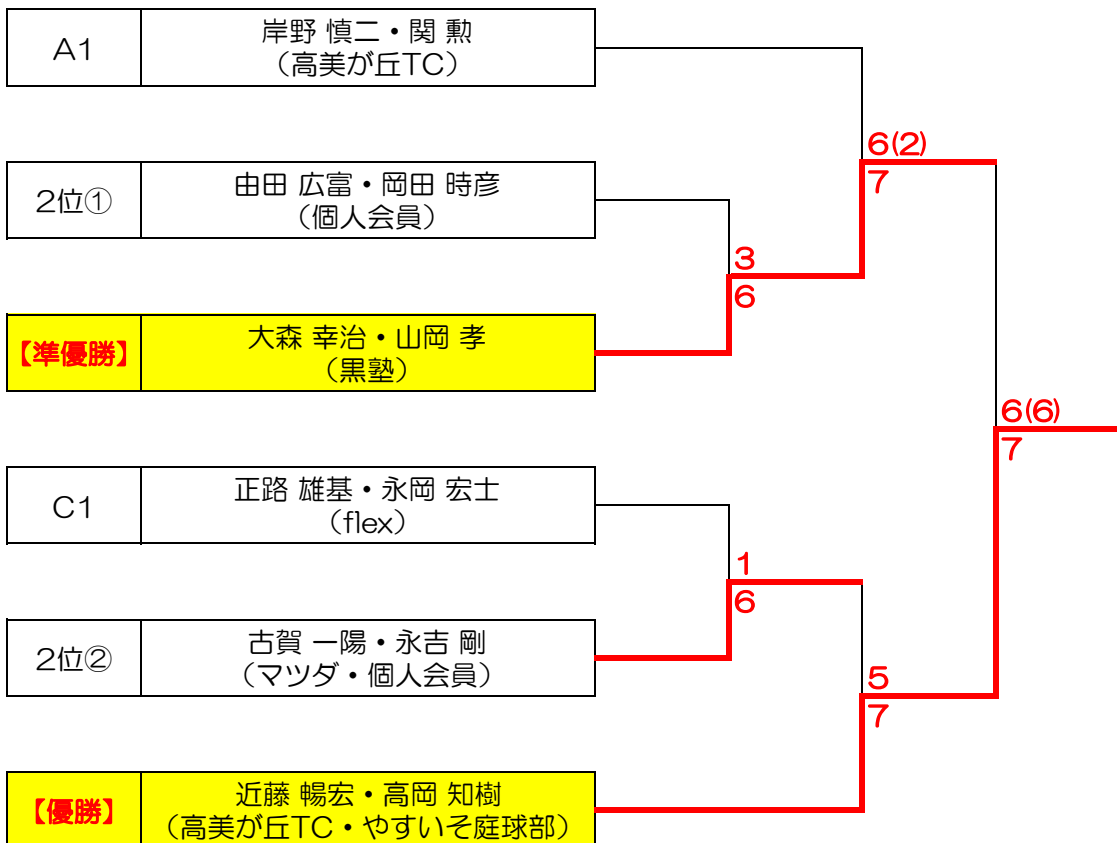 A1
岸野 慎二・関 勲
（高美が丘TC）
6(2)
7
2位①
由田 広富・岡田 時彦
（個人会員）
3
6
【準優勝】
大森 幸治・山岡 孝
（黒塾）
6(6)
7
C1
正路 雄基・永岡 宏士
（flex）
1
6
2位②
古賀 一陽・永吉 剛
（マツダ・個人会員）
5
7
【優勝】
近藤 暢宏・高岡 知樹
（高美が丘TC・やすいそ庭球部）